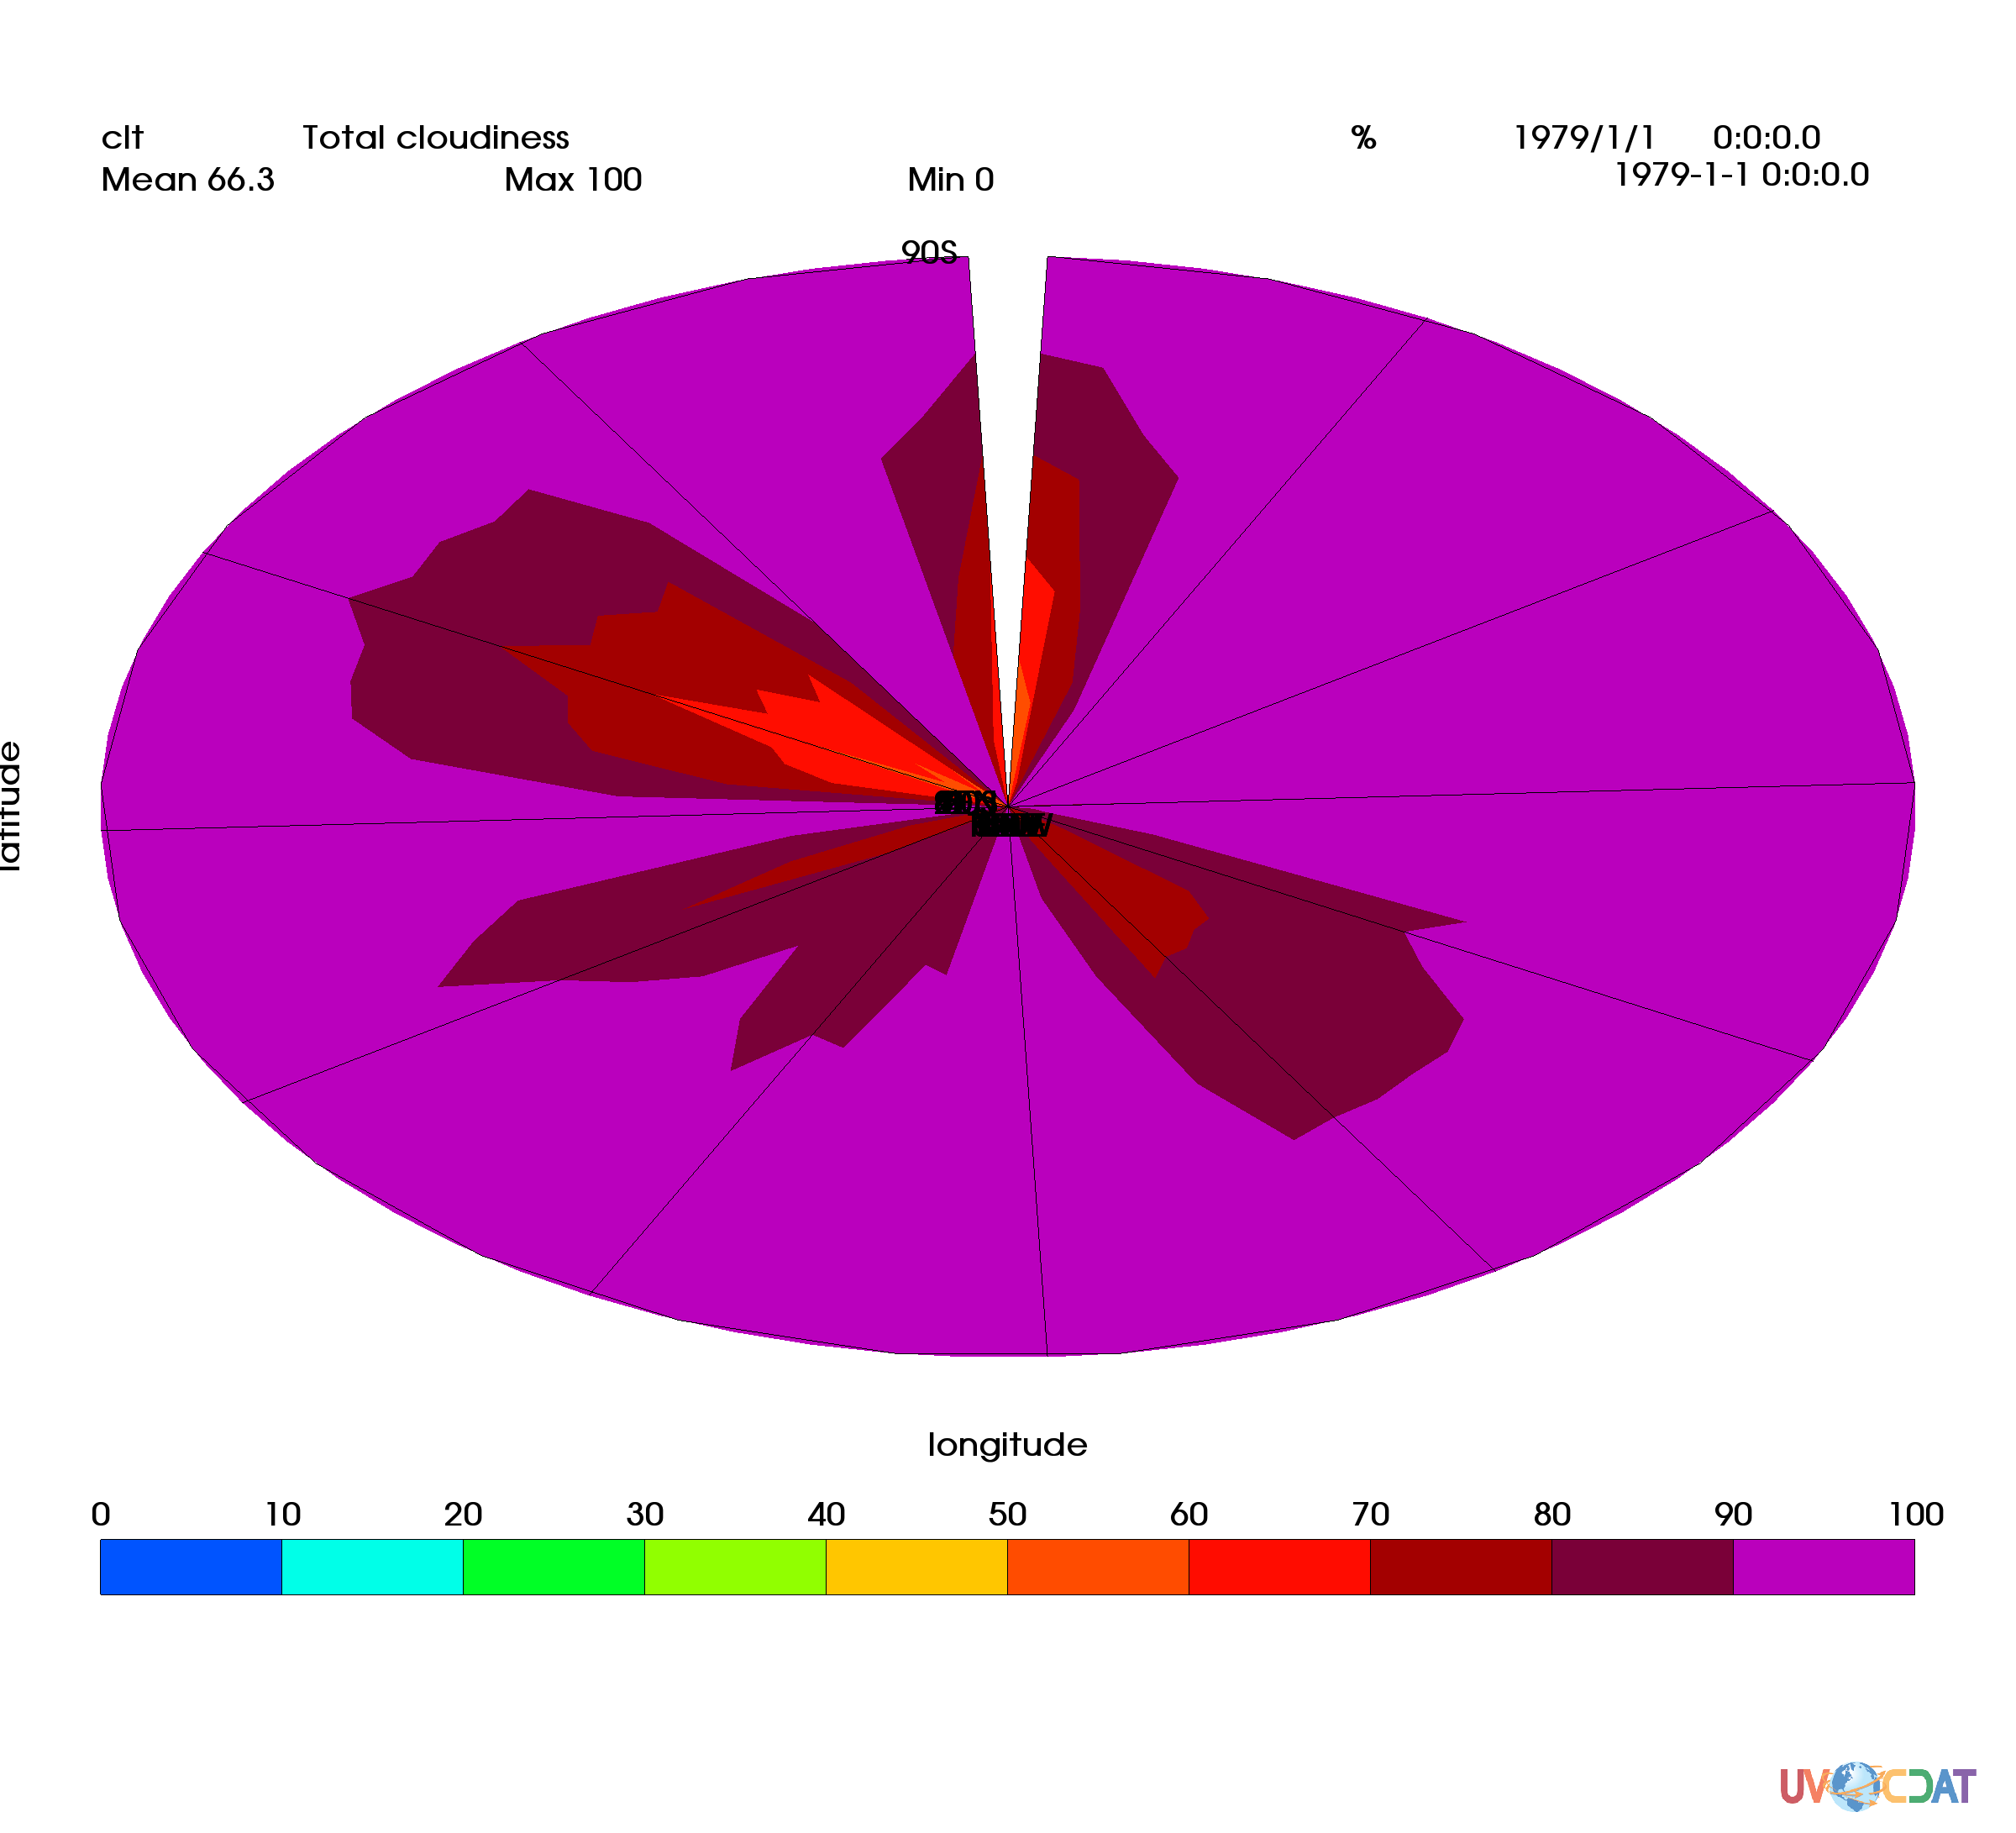 clt Total cloudiness % 1979/1/1 0:0:0.0
Mean 66.3 Max 100 Min 0 1979-1-1 0:0:0.0
90S
latitude
longitude
0 10 20 30 40 50 60 70 80 90 100
UV CDAT